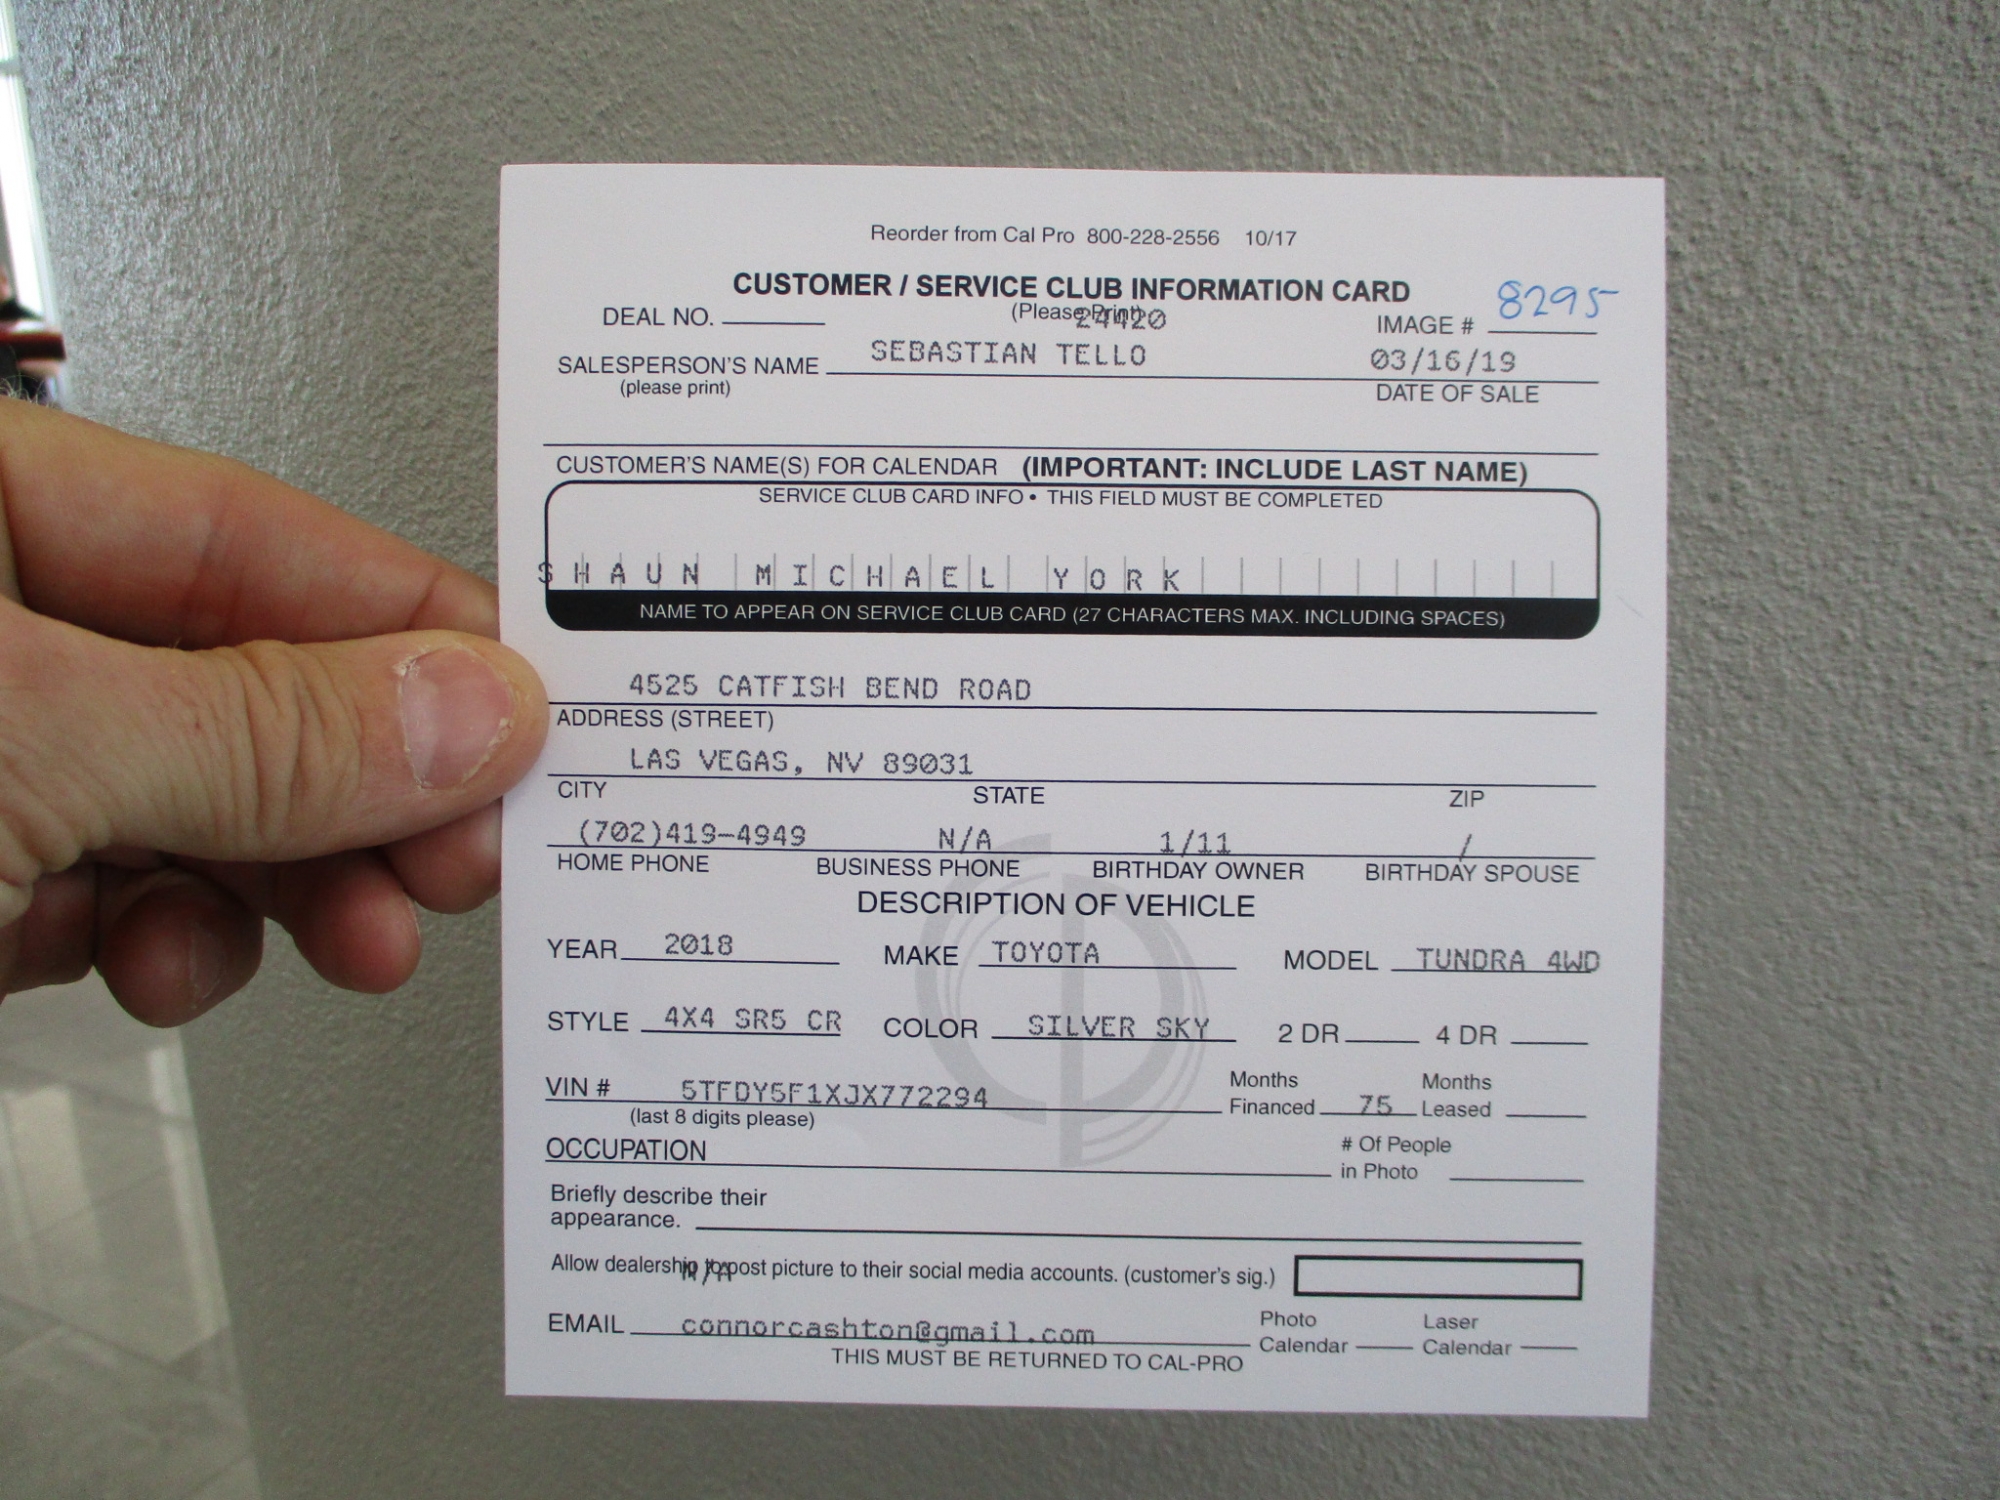 Reorder from Cal Pro 800-228-2556 10/17
CUSTOMER / SERVICE CLUB INFORMATION CARD
(Please Print)
DEAL NO. 24420 IMAGE # 8295
SALESPERSON'S NAME SEBASTIAN TELLO 03/16/19
(please print) DATE OF SALE
CUSTOMER'S NAME(S) FOR CALENDAR (IMPORTANT: INCLUDE LAST NAME)
SERVICE CLUB CARD INFO • THIS FIELD MUST BE COMPLETED
SHAUN MICHAEL YORK
NAME TO APPEAR ON SERVICE CLUB CARD (27 CHARACTERS MAX. INCLUDING SPACES)
4525 CATFISH BEND ROAD
ADDRESS (STREET)
LAS VEGAS, NV 89031
CITY STATE ZIP
(702)419-4949 N/A 1/11 /
HOME PHONE BUSINESS PHONE BIRTHDAY OWNER BIRTHDAY SPOUSE
DESCRIPTION OF VEHICLE
YEAR 2018 MAKE TOYOTA MODEL TUNDRA 4WD
STYLE 4X4 SR5 CR COLOR SILVER SKY 2 DR 4 DR
VIN # 5TFDY5F1XJX772294 Months Financed 75 Months Leased
(last 8 digits please)
OCCUPATION # Of People in Photo
Briefly describe their
appearance.
N/A
Allow dealership to post picture to their social media accounts. (customer's sig.)
EMAIL connorcashton@gmail.com Photo Calendar Laser Calendar
THIS MUST BE RETURNED TO CAL-PRO